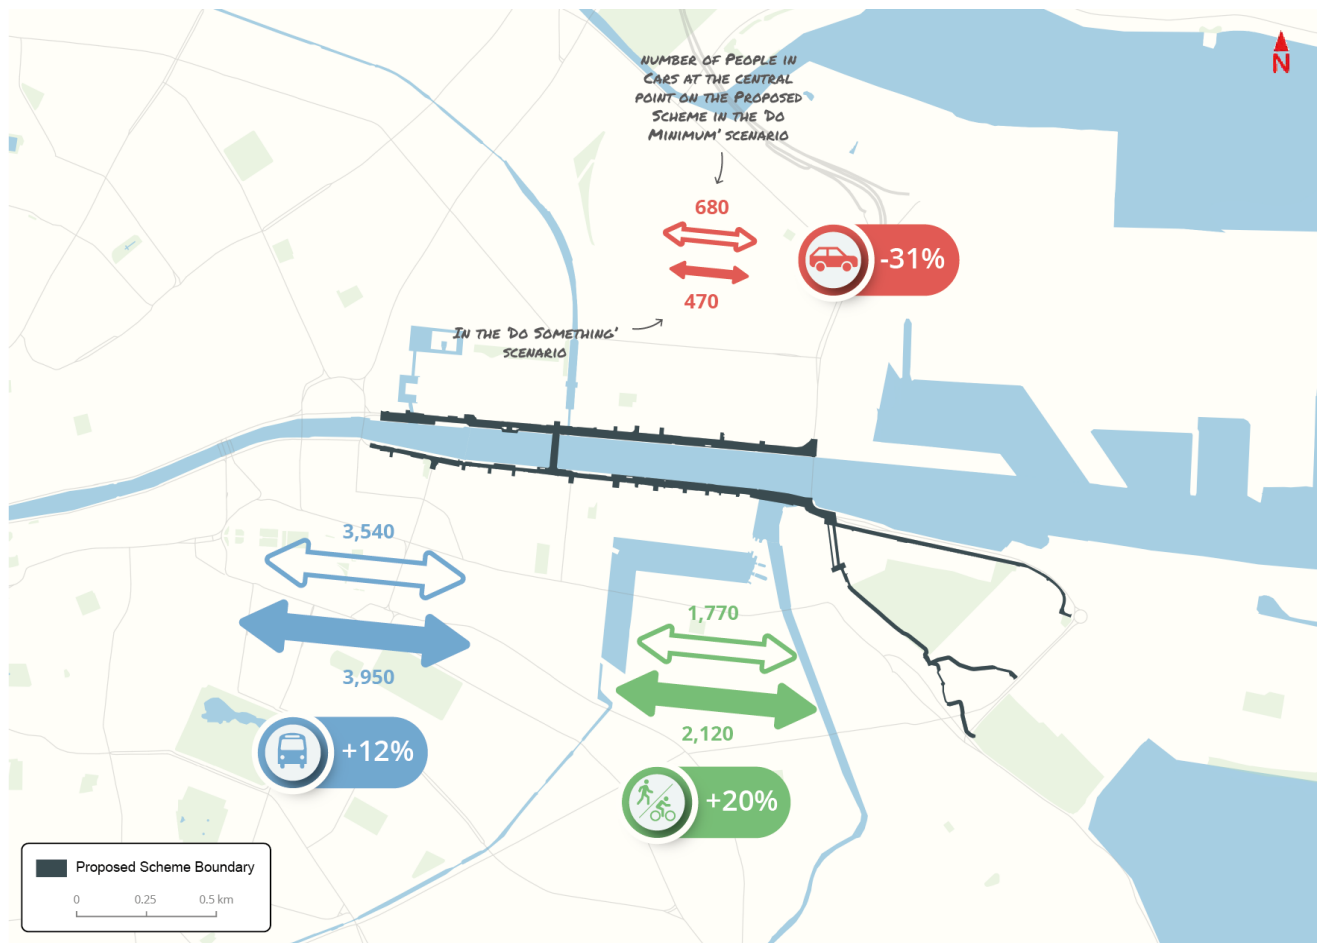 NUMBER OF PEOPLE IN
CARS AT THE CENTRAL
POINT ON THE PROPOSED
SCHEME IN THE 'DO
MINIMUM' SCENARIO
N
680
-31%
470
IN THE 'DO SOMETHING'
SCENARIO
3,540
3,950
+12%
1,770
2,120
+20%
Proposed Scheme Boundary
0 0.25 0.5 km